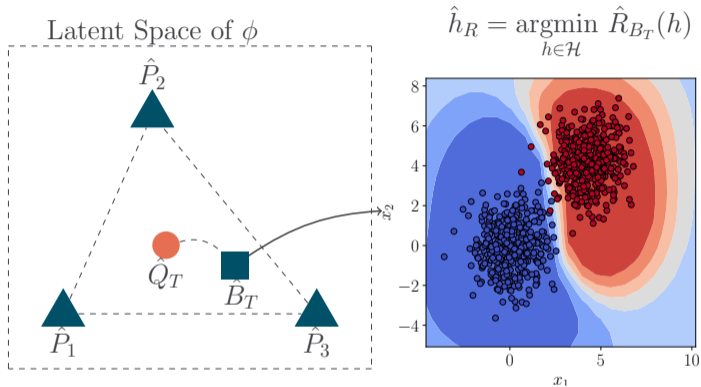 Latent Space of ϕ
P̂₂
Q̂_T
B̂_T
P̂₁
P̂₃
ĥ_R = argmin R̂_{B_T}(h)
h∈ℋ
8
6
4
2
0
−2
−4
x₂
0
5
10
x₁